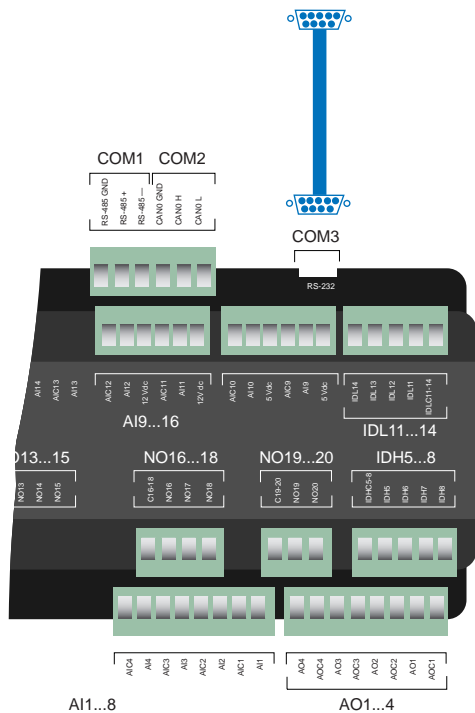 COM1 COM2
RS-485 GND
RS-485 +
RS-485 —
CAN0 GND
CAN0 H
CAN0 L
COM3
RS-232
AI14
AIC13
AI13
AIC12
AI12
12 Vdc
AIC11
AI11
12V dc
AIC10
AI10
5 Vdc
AIC9
AI9
5 Vdc
IDL14
IDL13
IDL12
IDL11
IDLC11-14
AI9...16
IDL11...14
O13...15 NO16...18 NO19...20 IDH5...8
NO13
NO14
NO15
C16-18
NO16
NO17
NO18
C19-20
NO19
NO20
IDHC5-8
IDH5
IDH6
IDH7
IDH8
AIC4
AI4
AIC3
AI3
AIC2
AI2
AIC1
AI1
AO4
AOC4
AO3
AOC3
AO2
AOC2
AO1
AOC1
AI1...8 AO1...4